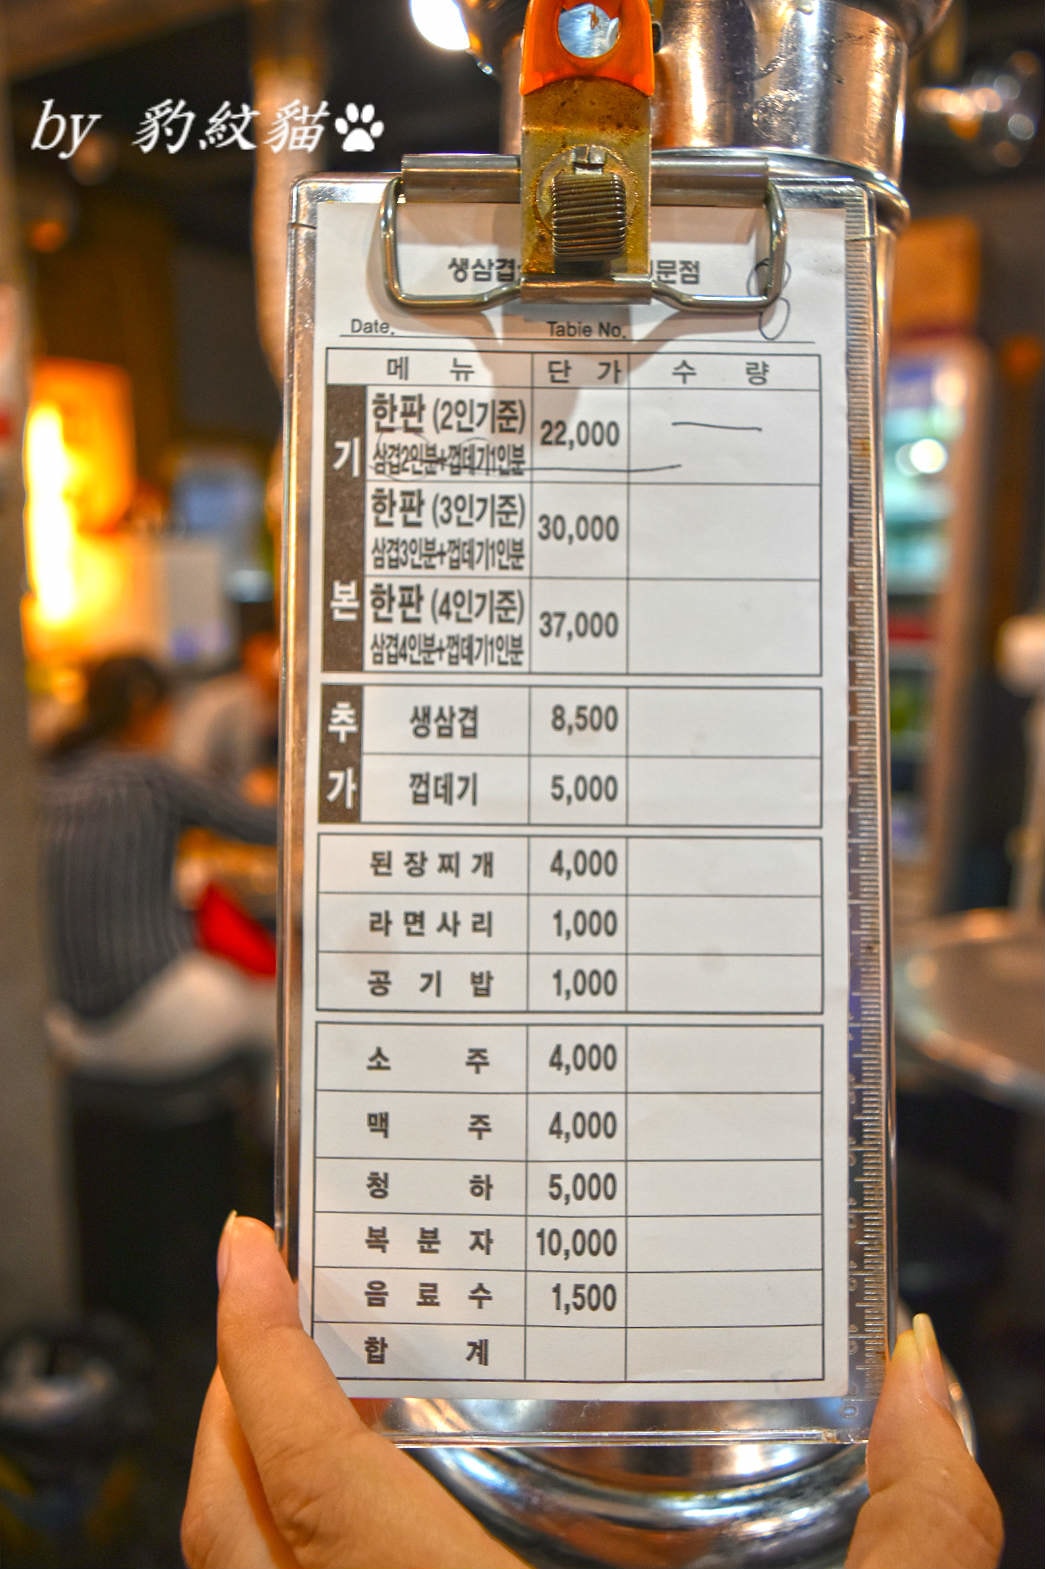 by 豹紋貓
생삼겹
문점
Date.
Table No.
8
메 뉴 단 가 수 량
기본
한판 (2인기준) 22,000
삼겹2인분+껍데기1인분
한판 (3인기준) 30,000
삼겹3인분+껍데기1인분
한판 (4인기준) 37,000
삼겹4인분+껍데기1인분
추가
생삼겹 8,500
껍데기 5,000
된장찌개 4,000
라면사리 1,000
공기밥 1,000
소주 4,000
맥주 4,000
청하 5,000
복분자 10,000
음료수 1,500
합계